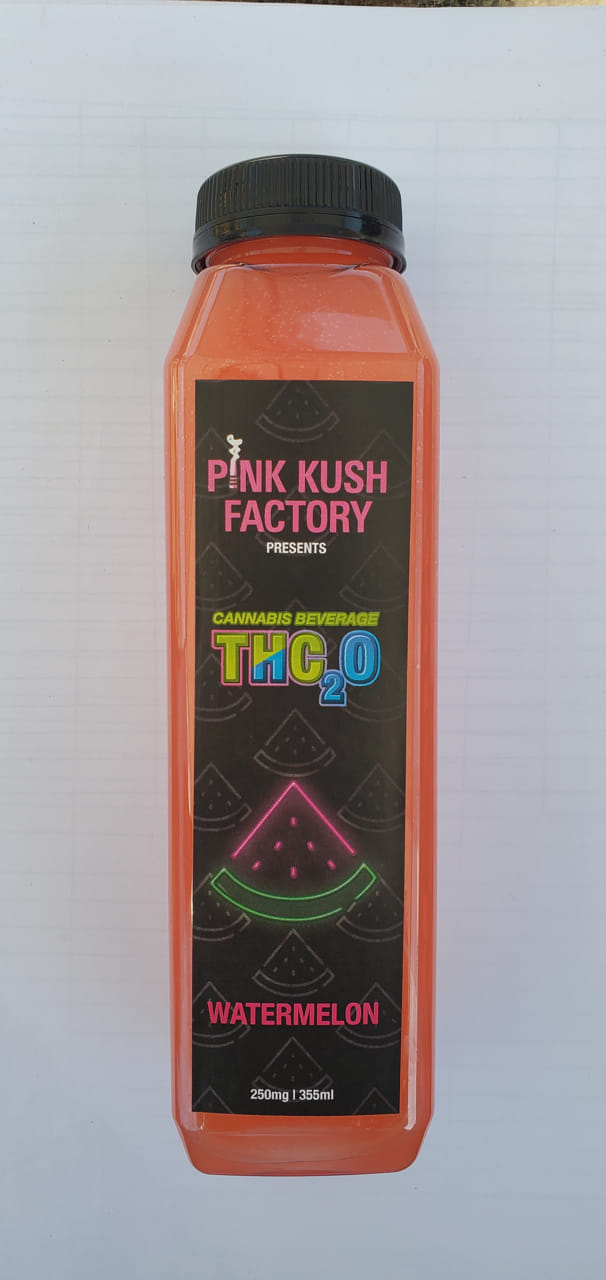 PINK KUSH
FACTORY
PRESENTS
CANNABIS BEVERAGE
THC2O
WATERMELON
250mg | 355ml